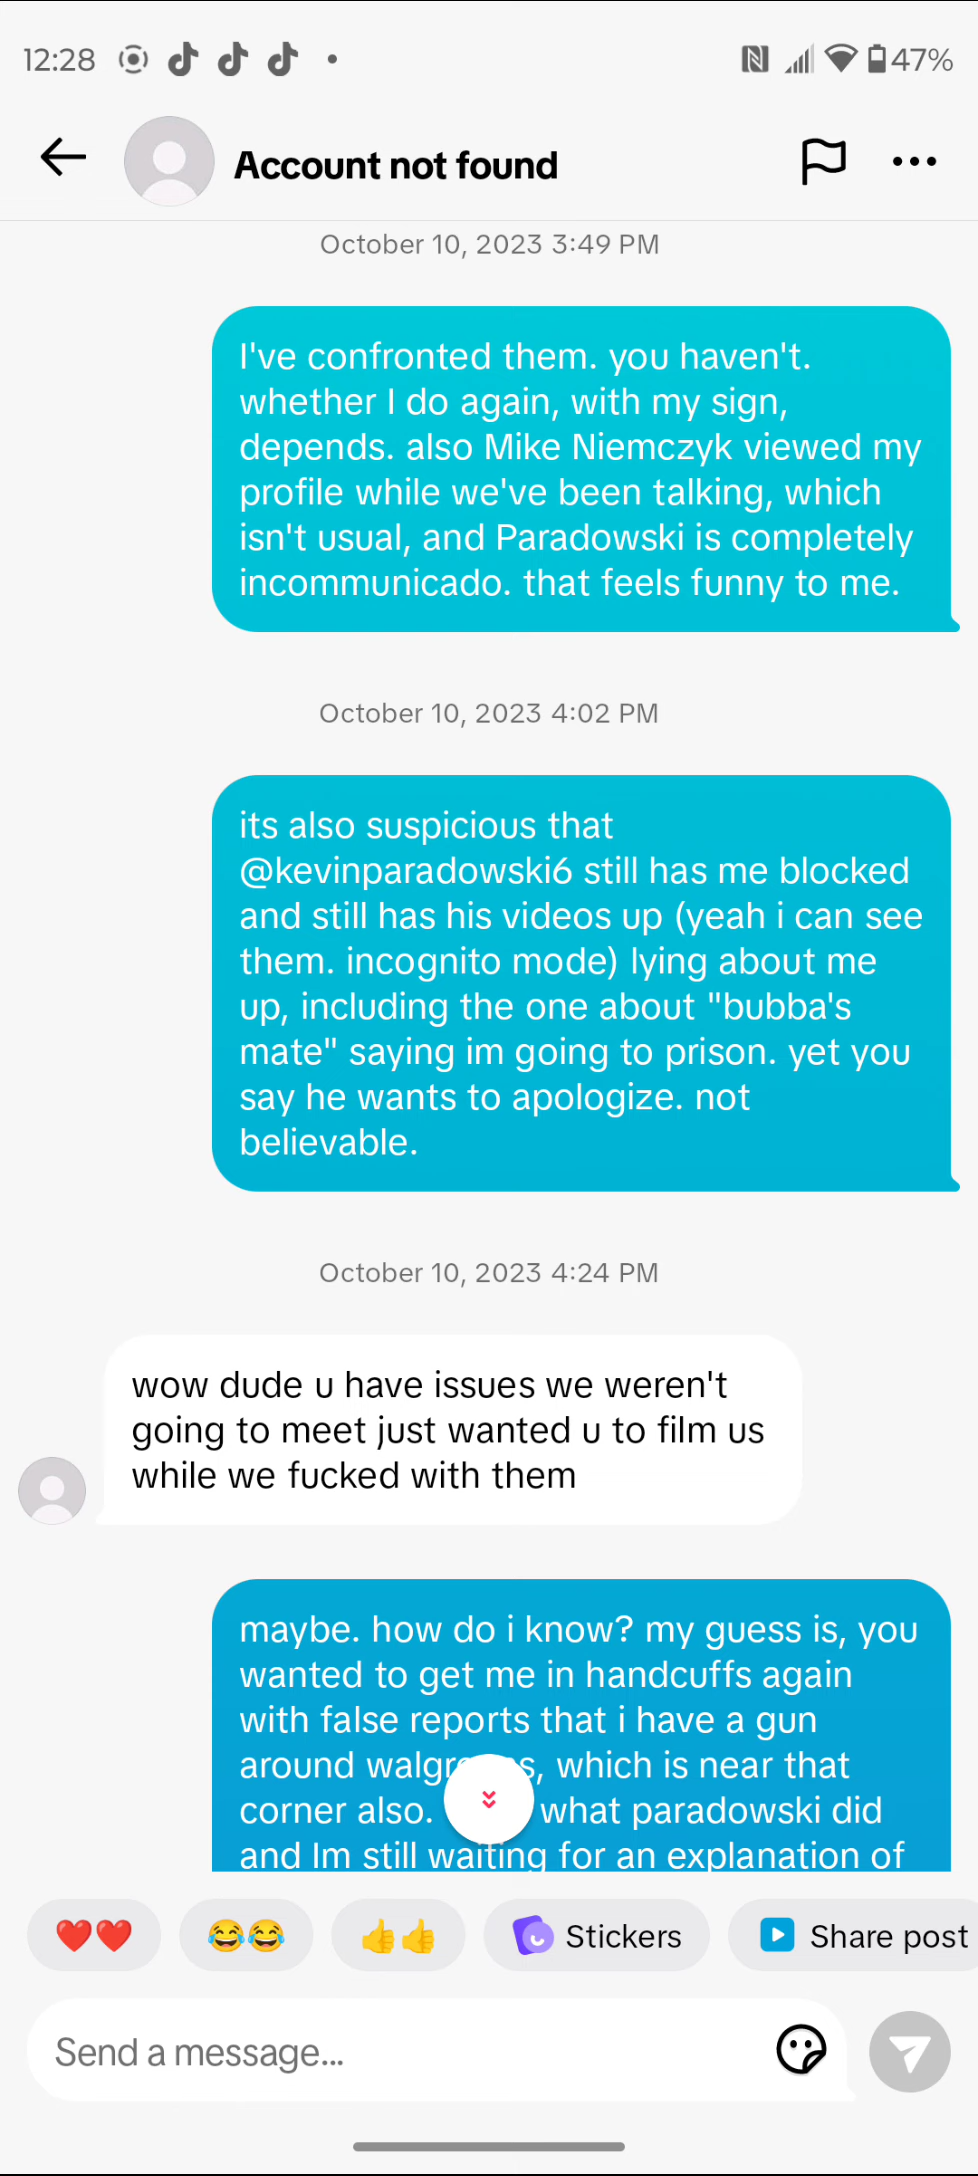 12:28
47%
Account not found
October 10, 2023 3:49 PM
I've confronted them. you haven't.
whether I do again, with my sign,
depends. also Mike Niemczyk viewed my
profile while we've been talking, which
isn't usual, and Paradowski is completely
incommunicado. that feels funny to me.
October 10, 2023 4:02 PM
its also suspicious that
@kevinparadowski6 still has me blocked
and still has his videos up (yeah i can see
them. incognito mode) lying about me
up, including the one about "bubba's
mate" saying im going to prison. yet you
say he wants to apologize. not
believable.
October 10, 2023 4:24 PM
wow dude u have issues we weren't
going to meet just wanted u to film us
while we fucked with them
maybe. how do i know? my guess is, you
wanted to get me in handcuffs again
with false reports that i have a gun
around which is near that
corner also. what paradowski did
and Im still waiting for an explanation of
Stickers
Share post
Send a message...